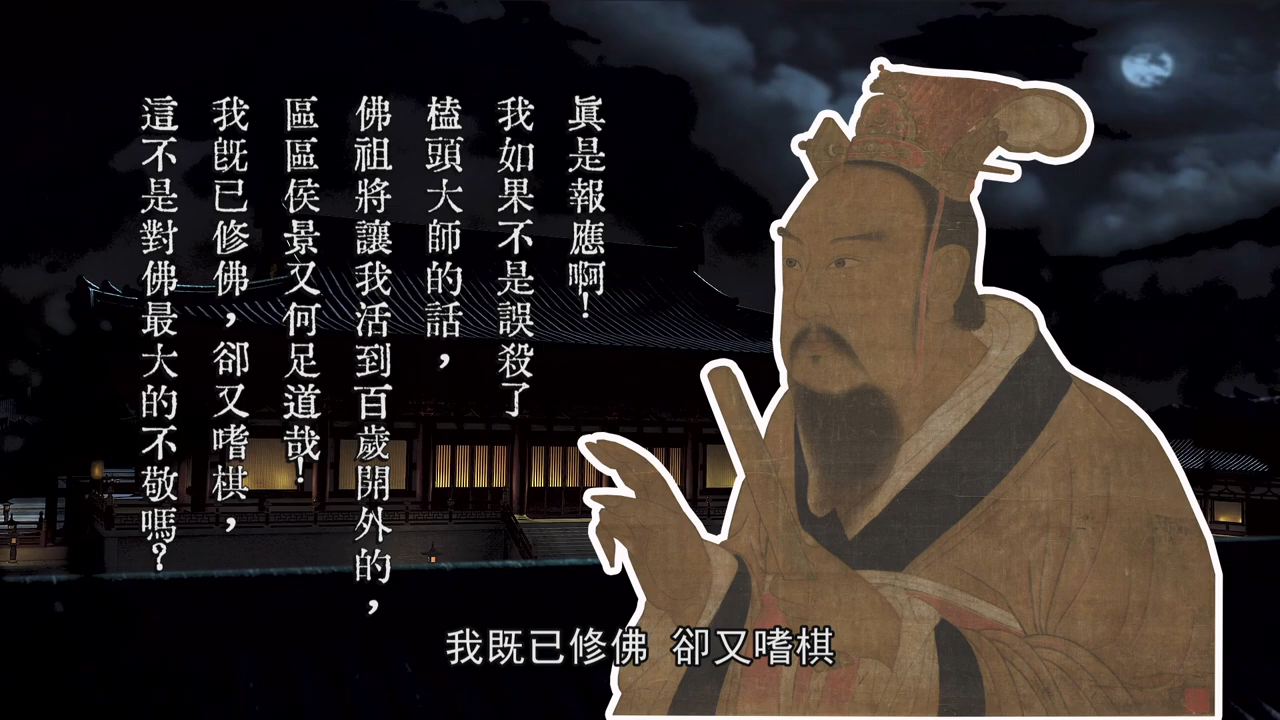 眞是報應啊！
我如果不是誤殺了
榼頭大師的話，
佛祖將讓我活到百歲開外的，
區區侯景又何足道哉！
我旣已修佛，卻又嗜棋，
這不是對佛最大的不敬嗎？
我既已修佛 卻又嗜棋